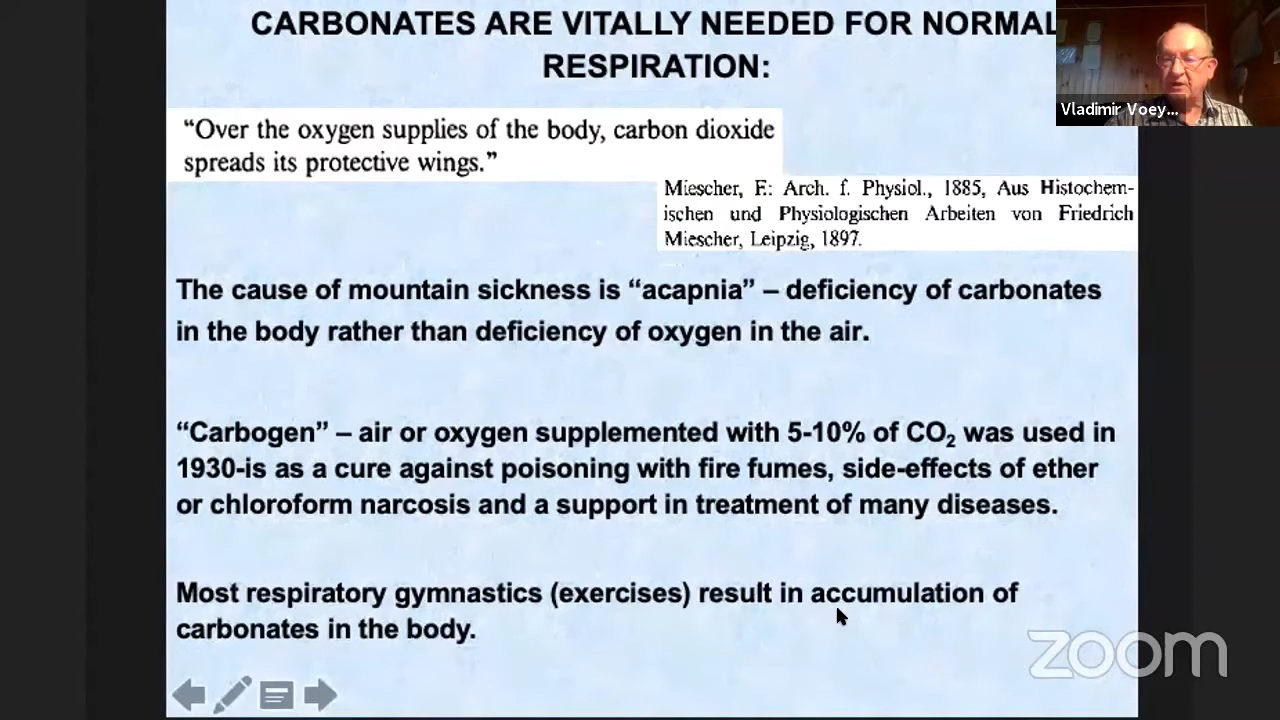 CARBONATES ARE VITALLY NEEDED FOR NORMAL
RESPIRATION:
Vladimir Voey...
“Over the oxygen supplies of the body, carbon dioxide
spreads its protective wings.”
Miescher, F.: Arch. f. Physiol., 1885, Aus Histochem-
ischen und Physiologischen Arbeiten von Friedrich
Miescher, Leipzig, 1897.
The cause of mountain sickness is “acapnia” – deficiency of carbonates
in the body rather than deficiency of oxygen in the air.
“Carbogen” – air or oxygen supplemented with 5-10% of CO₂ was used in
1930-is as a cure against poisoning with fire fumes, side-effects of ether
or chloroform narcosis and a support in treatment of many diseases.
Most respiratory gymnastics (exercises) result in accumulation of
carbonates in the body.
zoom